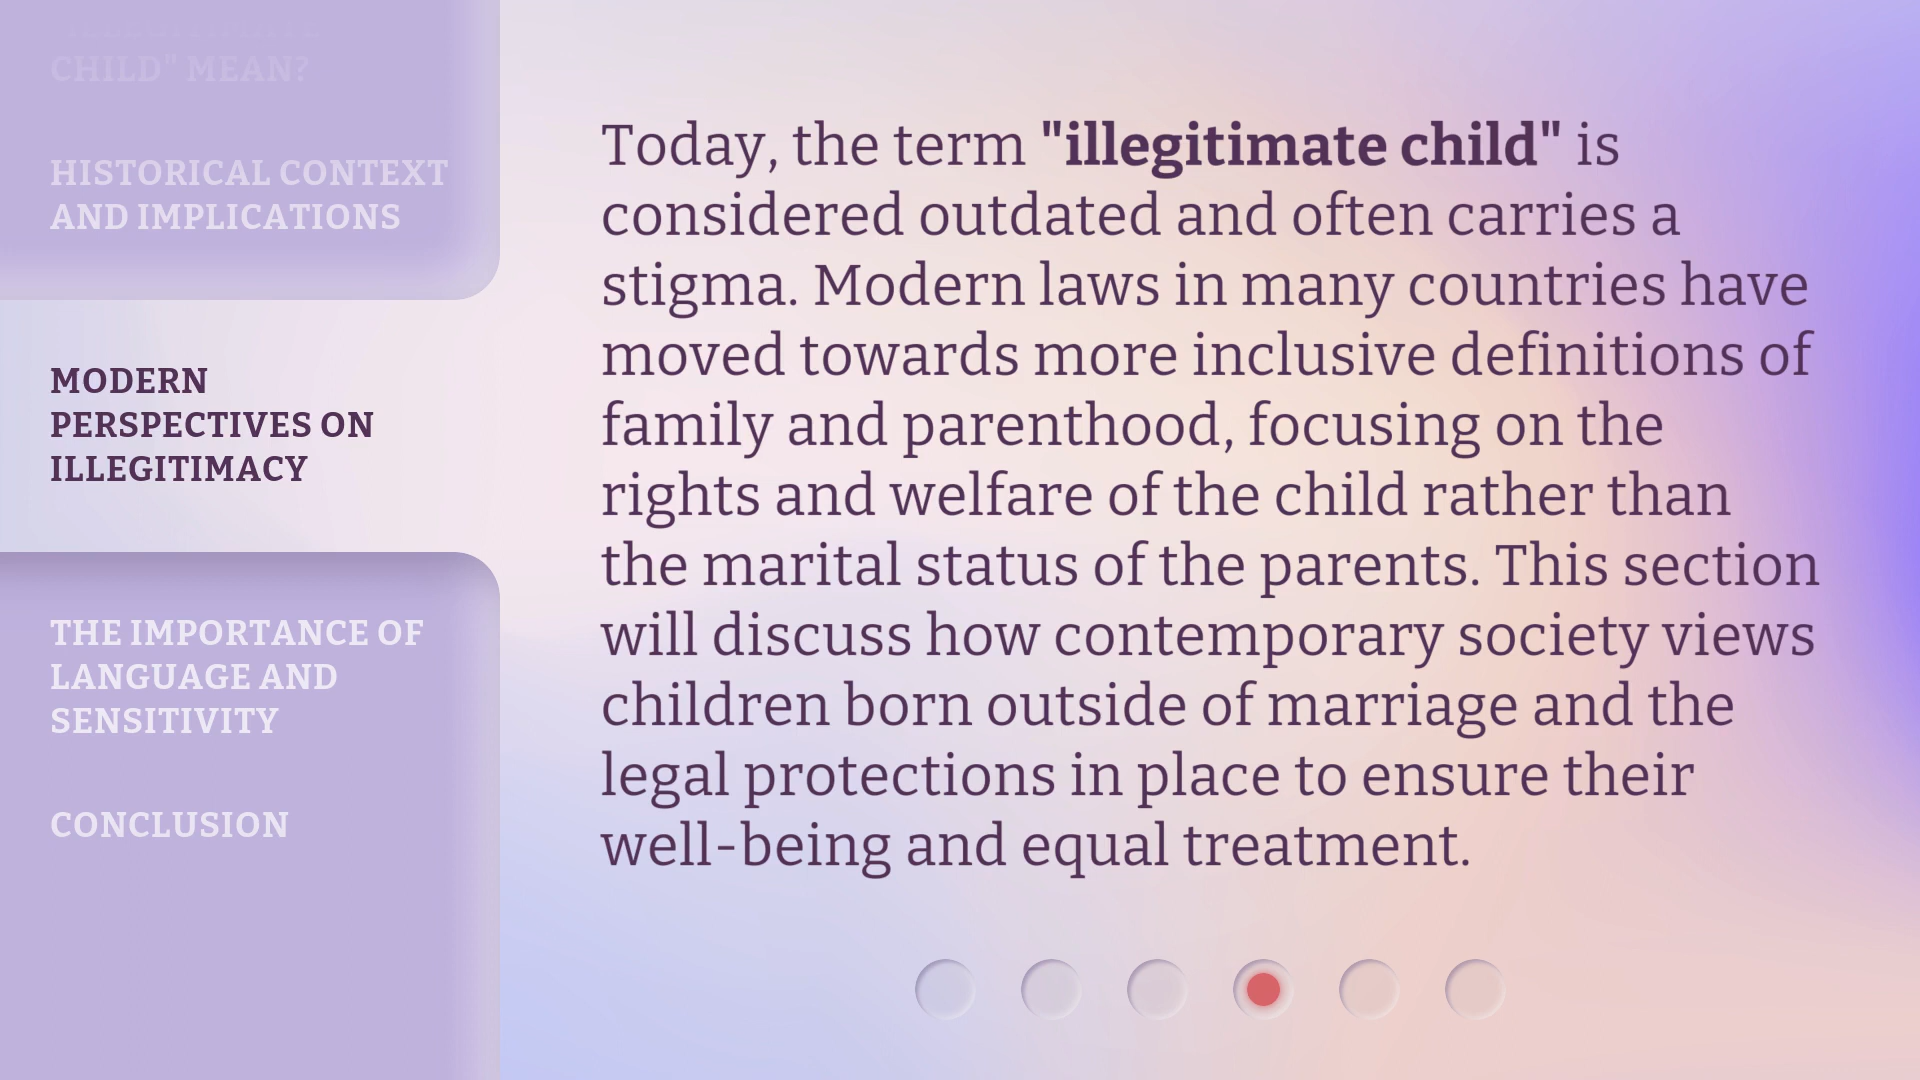 CHILD" MEAN?
HISTORICAL CONTEXT
AND IMPLICATIONS
MODERN
PERSPECTIVES ON
ILLEGITIMACY
THE IMPORTANCE OF
LANGUAGE AND
SENSITIVITY
CONCLUSION
Today, the term "illegitimate child" is
considered outdated and often carries a
stigma. Modern laws in many countries have
moved towards more inclusive definitions of
family and parenthood, focusing on the
rights and welfare of the child rather than
the marital status of the parents. This section
will discuss how contemporary society views
children born outside of marriage and the
legal protections in place to ensure their
well-being and equal treatment.